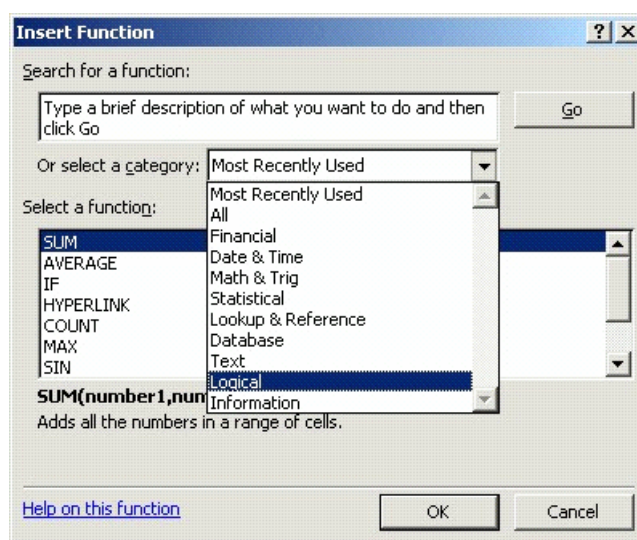 Insert Function
Search for a function:
Type a brief description of what you want to do and then
click Go
Go
Or select a category:
Most Recently Used
Most Recently Used
All
Financial
Date & Time
Math & Trig
Statistical
Lookup & Reference
Database
Text
Logical
Information
Select a function:
SUM
AVERAGE
IF
HYPERLINK
COUNT
MAX
SIN
SUM(number1,num
Adds all the numbers in a range of cells.
Help on this function
OK
Cancel